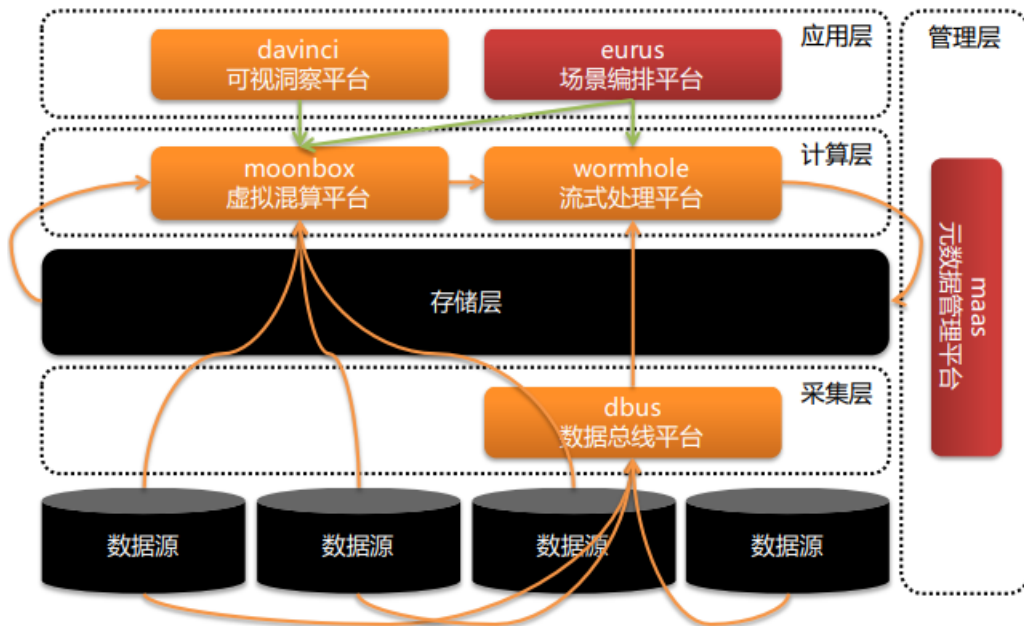 应用层
管理层
davinci
可视洞察平台
eurus
场景编排平台
计算层
moonbox
虚拟混算平台
wormhole
流式处理平台
maas
元数据管理平台
存储层
采集层
dbus
数据总线平台
数据源
数据源
数据源
数据源